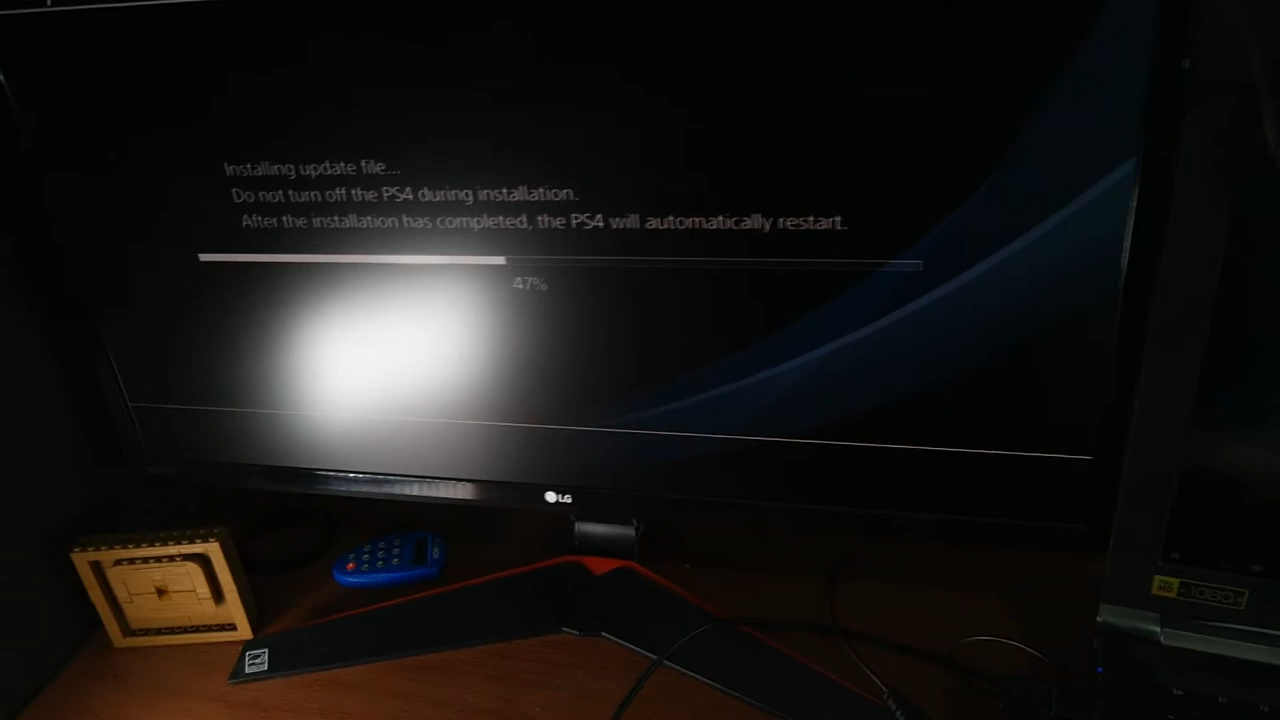 Installing update file...
Do not turn off the PS4 during installation.
After the installation has completed, the PS4 will automatically restart.
47%
LG
1080